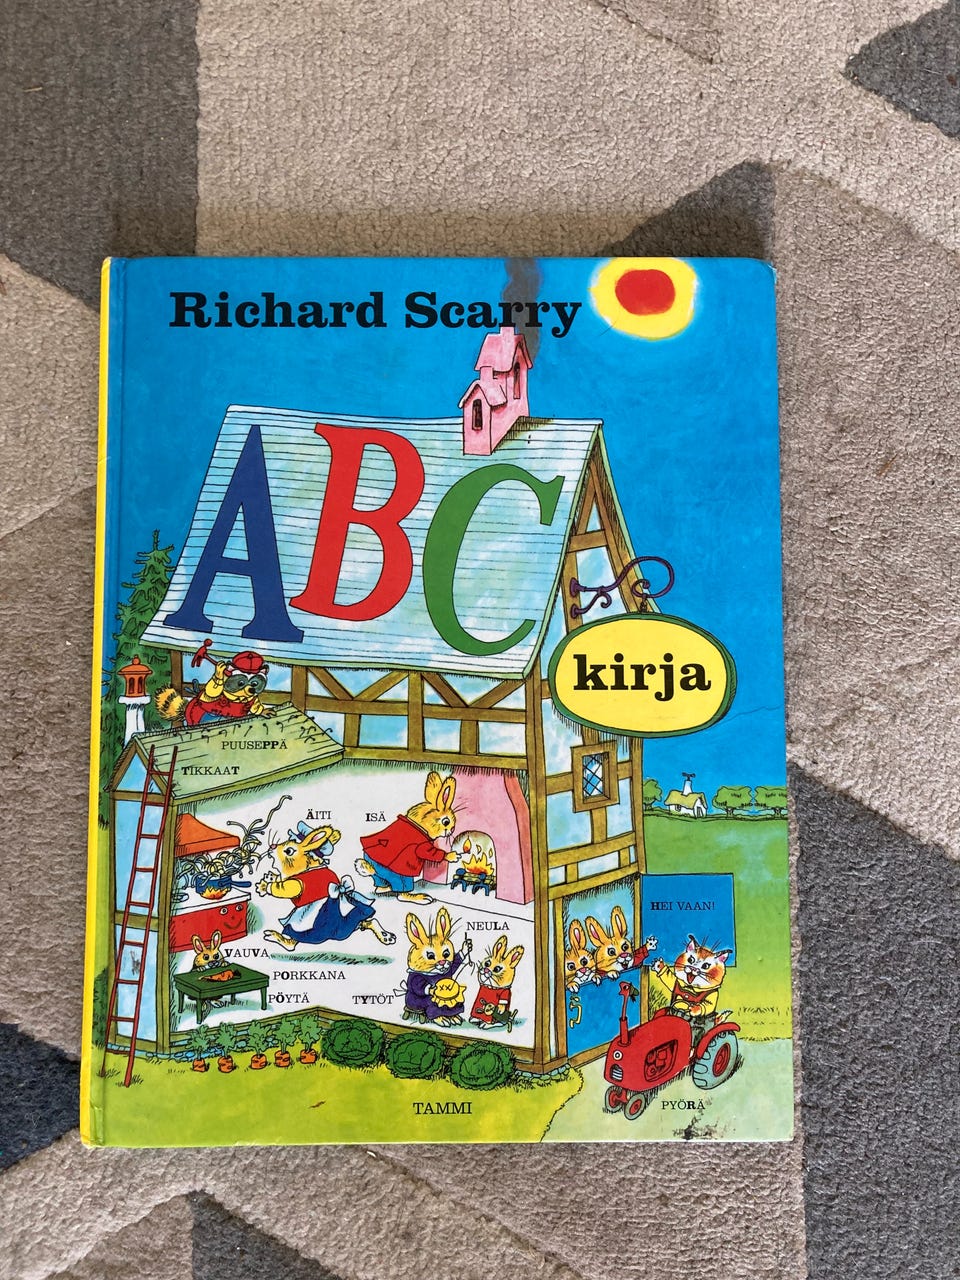 Richard Scarry
ABC
kirja
PUUSEPPÄ
TIKKAAT
ÄITI
ISÄ
HEI VAAN!
NEULA
VAUVA
PORKKANA
PÖYTÄ
TYTÖT
TAMMI
PYÖRÄ